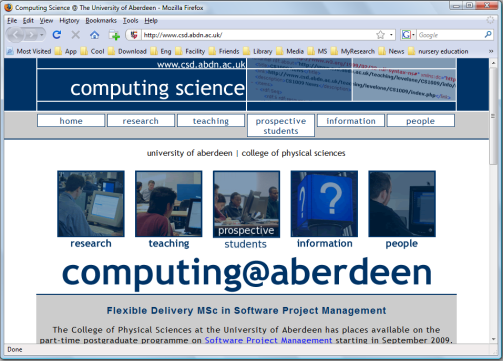 Computing Science @ The University of Aberdeen - Mozilla Firefox
File Edit View History Bookmarks Tools Help
http://www.csd.abdn.ac.uk/
Google
Most Visited App Cool Download Eng Facility Friends Library Media MS MyResearch News nursery education »
www.csd.abdn.ac.uk
computing science
home research teaching prospective students information people
university of aberdeen | college of physical sciences
?
research teaching prospective students information people
computing@aberdeen
Flexible Delivery MSc in Software Project Management
The College of Physical Sciences at the University of Aberdeen has places available on the
part-time postgraduate programme on Software Project Management starting in September 2009.
Done